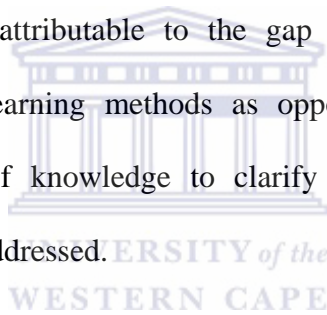 attributable to the gap
earning methods as oppo
f knowledge to clarify
ddressed.
UNIVERSITY of the
WESTERN CAPE